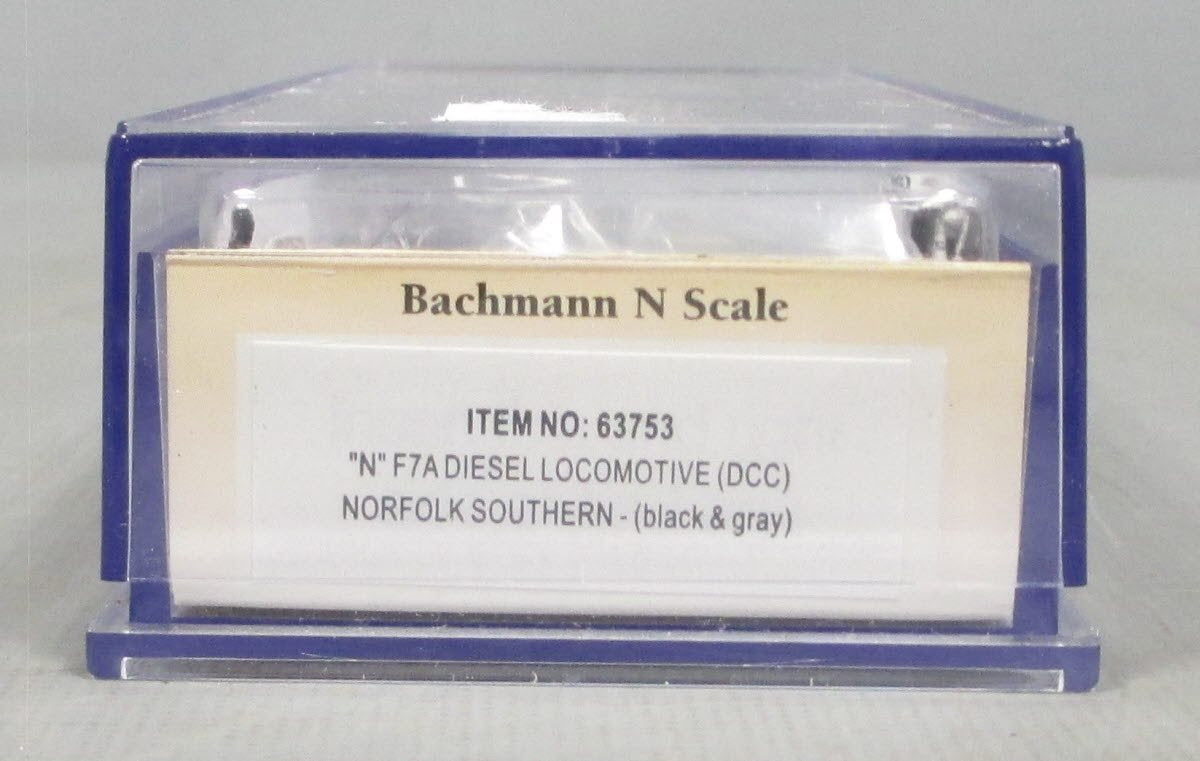 Bachmann N Scale
ITEM NO: 63753
"N" F7A DIESEL LOCOMOTIVE (DCC)
NORFOLK SOUTHERN - (black & gray)